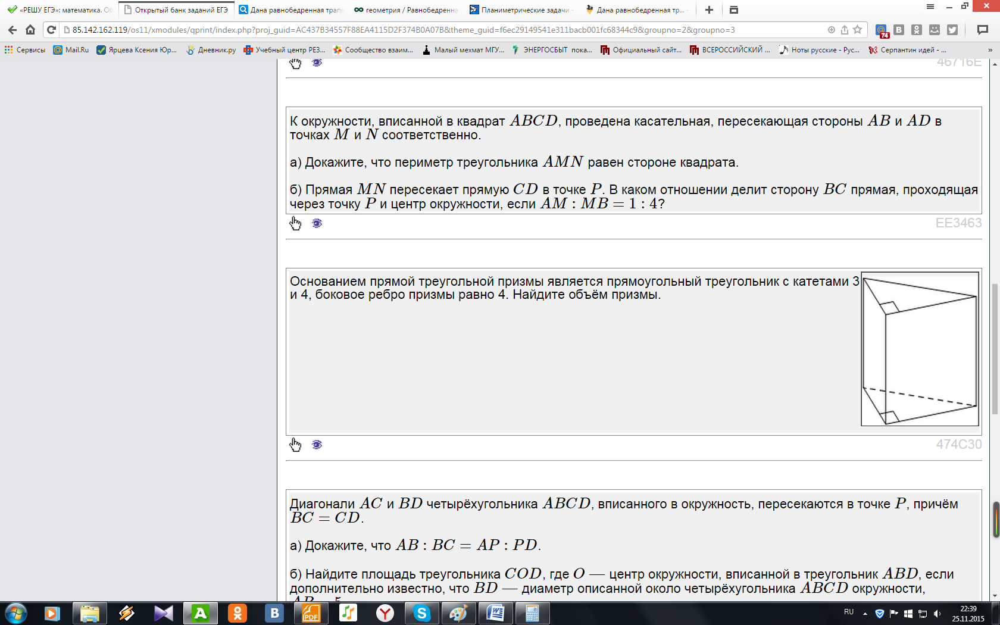 «РЕШУ ЕГЭ»: математика. Об
Открытый банк заданий ЕГЭ
Дана равнобедренная трапе
геометрия / Равнобедренна
Планиметрические задачи -
Дана равнобедренная тр... -
85.142.162.119/os11/xmodules/qprint/index.php?proj_guid=AC437B34557F88EA4115D2F374B0A07B&theme_guid=f6ec29149541e311bacb001fc68344c9&groupno=2&groupno=3
74
Сервисы
Mail.Ru
Ярцева Ксения Юр...
Дневник.ру
Учебный центр РЕЗ...
Сообщество взаим...
Малый мехмат МГУ...
ЭНЕРГОСБЫТ пока...
Официальный сайт...
ВСЕРОССИЙСКИЙ ...
Ноты русские - Рус...
Серпантин идей - ...
»
46716E
К окружности, вписанной в квадрат ABCD, проведена касательная, пересекающая стороны AB и AD в
точках M и N соответственно.
а) Докажите, что периметр треугольника AMN равен стороне квадрата.
б) Прямая MN пересекает прямую CD в точке P. В каком отношении делит сторону BC прямая, проходящая
через точку P и центр окружности, если AM : MB = 1 : 4?
EE3463
Основанием прямой треугольной призмы является прямоугольный треугольник с катетами 3
и 4, боковое ребро призмы равно 4. Найдите объём призмы.
474C30
Диагонали AC и BD четырёхугольника ABCD, вписанного в окружность, пересекаются в точке P, причём
BC = CD.
а) Докажите, что AB : BC = AP : PD.
б) Найдите площадь треугольника COD, где O — центр окружности, вписанной в треугольник ABD, если
дополнительно известно, что BD — диаметр описанной около четырёхугольника ABCD окружности,
RU
22:39
25.11.2015